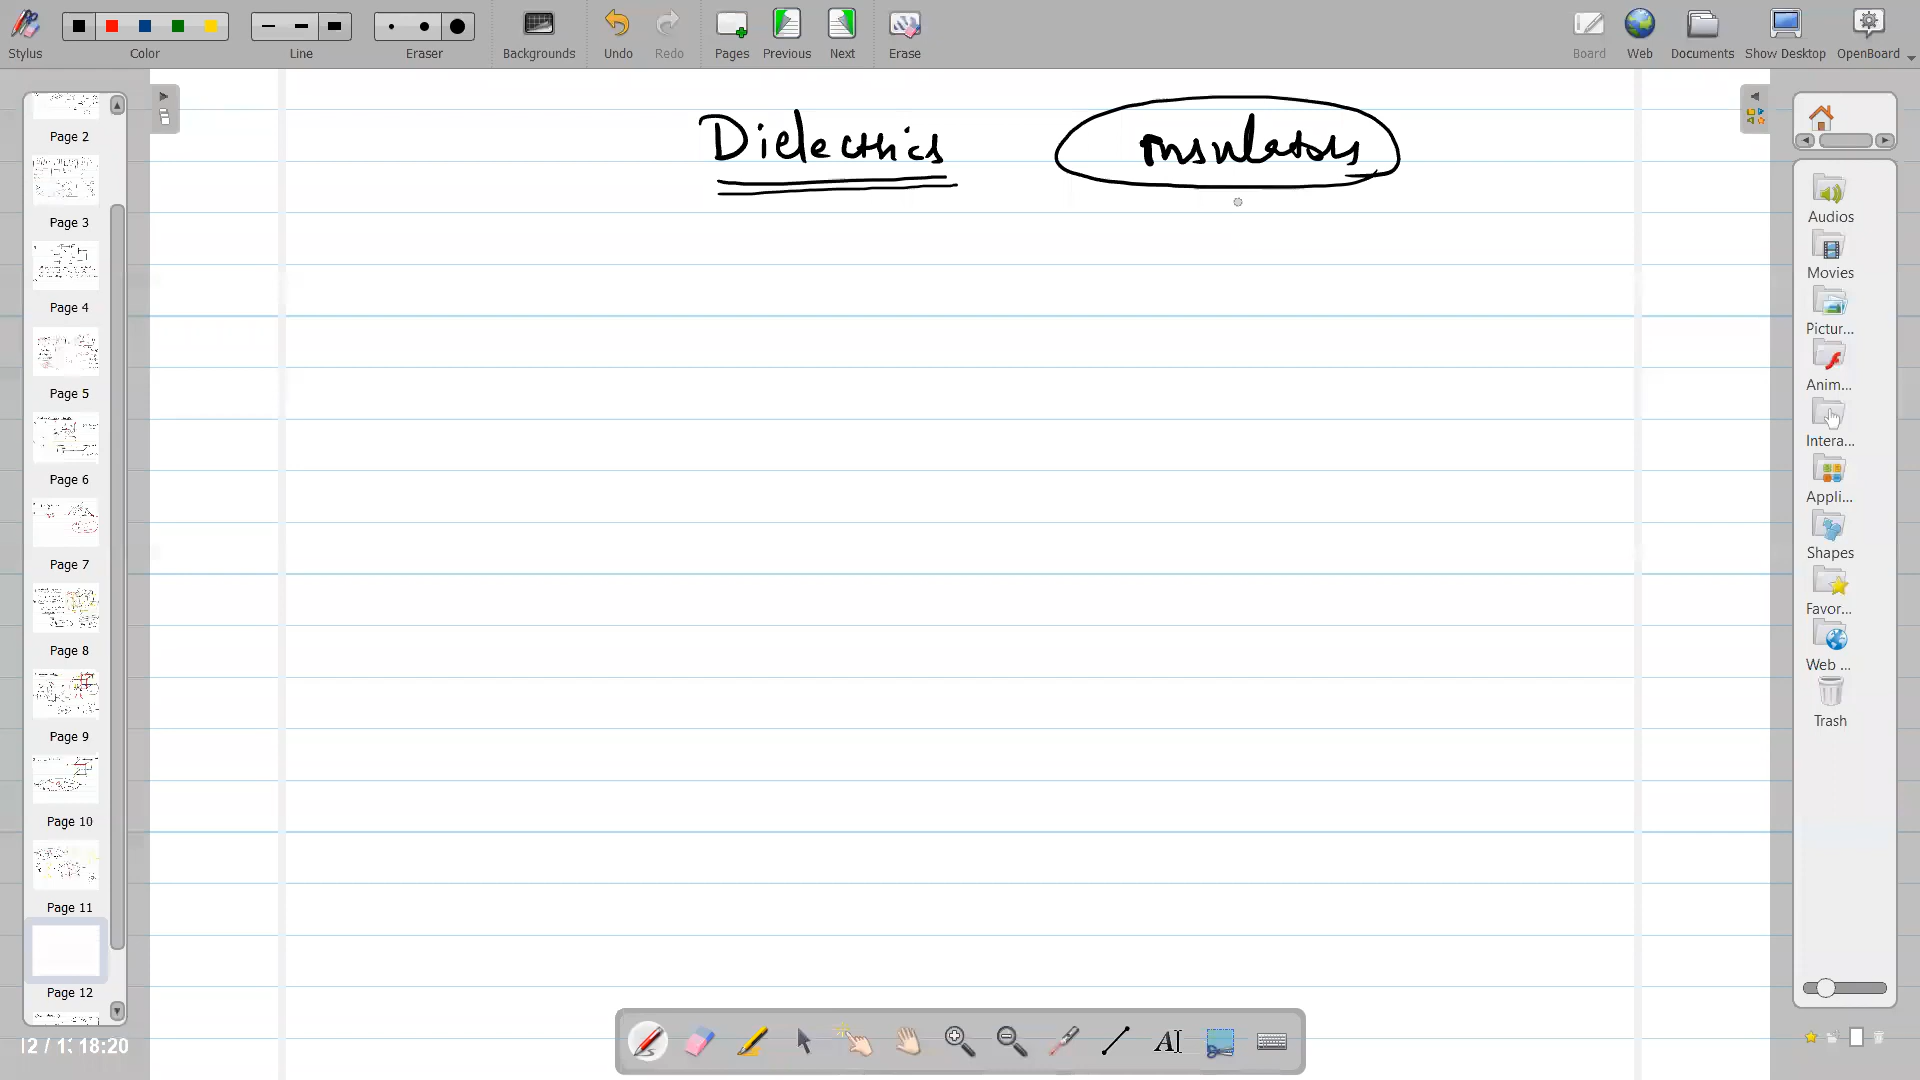 Stylus
Color
Line
Eraser
Backgrounds
Undo
Redo
Pages
Previous
Next
Erase
Board
Web
Documents
Show Desktop
OpenBoard
Dielectrics insulators
Page 2
Page 3
Page 4
Page 5
Page 6
Page 7
Page 8
Page 9
Page 10
Page 11
Page 12
18:20
Audios
Movies
Pictur...
Anim...
Intera...
Appli...
Shapes
Favor...
Web ...
Trash
AI